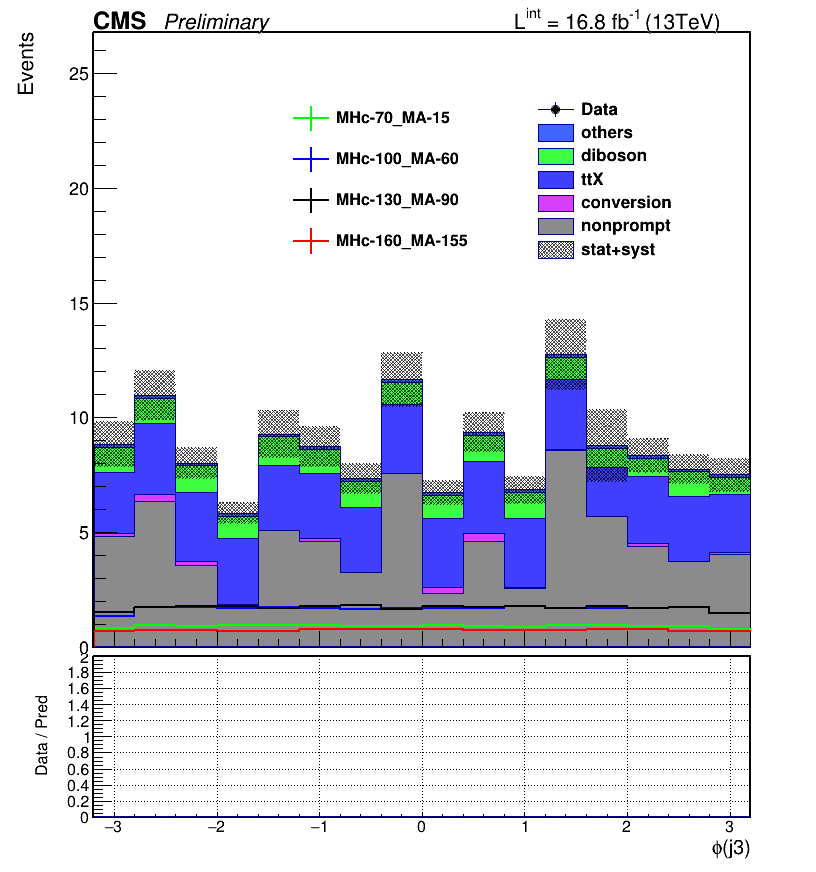 CMS Preliminary L^int = 16.8 fb^-1 (13TeV)
Events
25
20
15
10
5
0
MHc-70_MA-15
MHc-100_MA-60
MHc-130_MA-90
MHc-160_MA-155
Data
others
diboson
ttX
conversion
nonprompt
stat+syst
Data / Pred
2
1.8
1.6
1.4
1.2
1
0.8
0.6
0.4
0.2
0
−3 −2 −1 0 1 2 3
ϕ(j3)